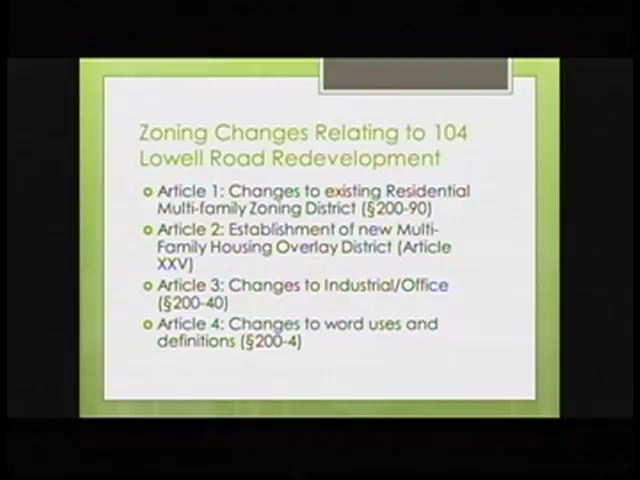 Zoning Changes Relating to 104
Lowell Road Redevelopment
Article 1: Changes to existing Residential
Multi-family Zoning District (§200-90)
Article 2: Establishment of new Multi-
Family Housing Overlay District (Article
XXV)
Article 3: Changes to Industrial/Office
(§200-40)
Article 4: Changes to word uses and
definitions (§200-4)